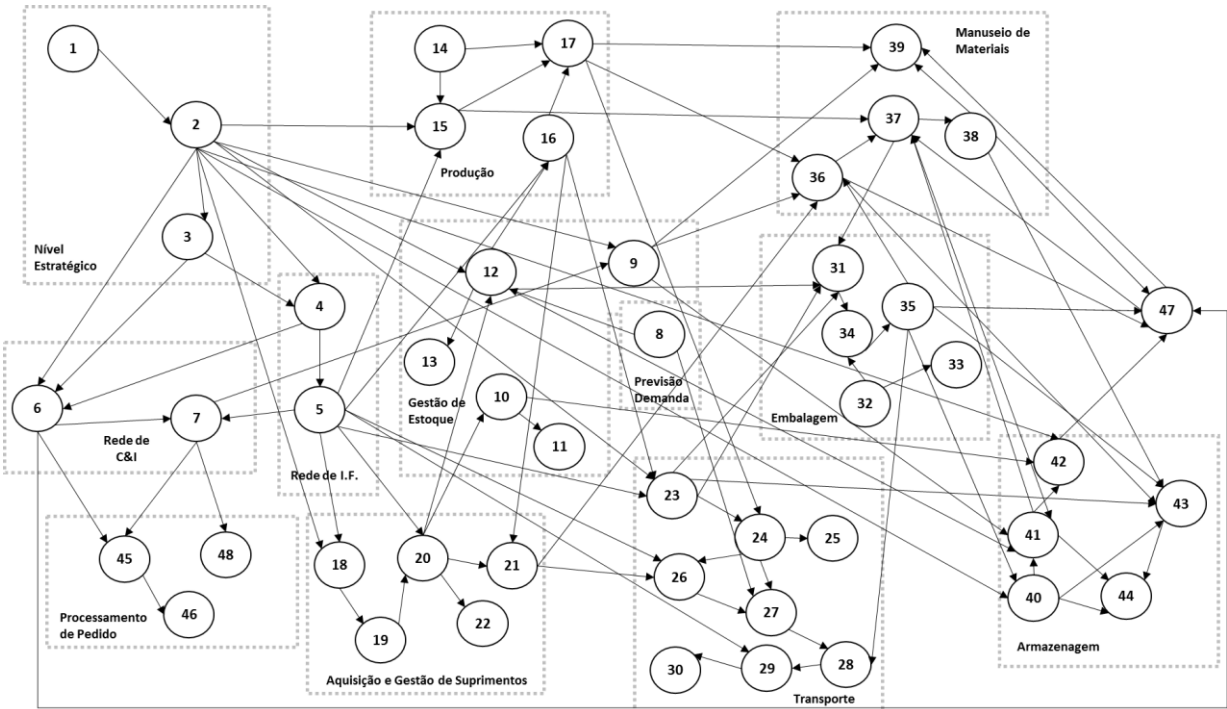 1
2
3
Nível
Estratégico
14
17
15
16
Produção
39
Manuseio de
Materiais
37
38
36
4
5
Rede de I.F.
6
7
Rede de
C&I
12
9
13
Gestão de
Estoque
10
11
8
Previsão
Demanda
31
35
34
33
32
Embalagem
47
45
48
46
Processamento
de Pedido
18
20
21
19
22
Aquisição e Gestão de Suprimentos
23
24
25
26
27
28
29
30
Transporte
42
43
41
40
44
Armazenagem